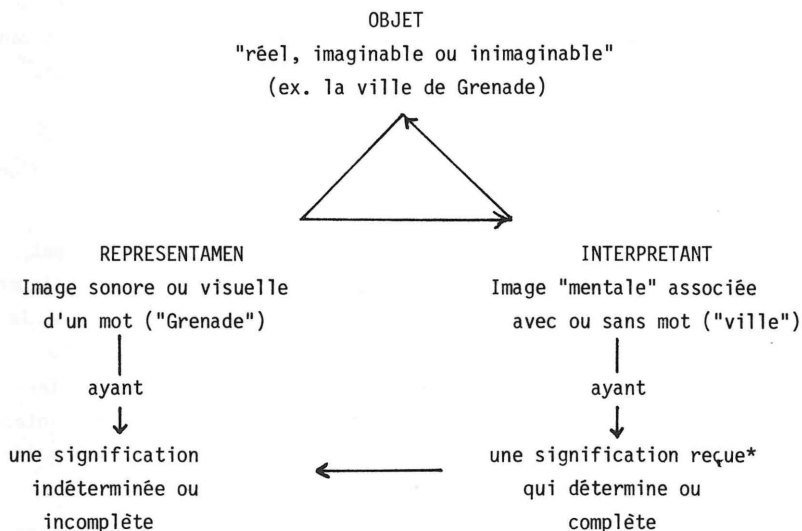 OBJET
"réel, imaginable ou inimaginable"
(ex. la ville de Grenade)
REPRESENTAMEN
Image sonore ou visuelle
d'un mot ("Grenade")
ayant
une signification
indéterminée ou
incomplète
INTERPRETANT
Image "mentale" associée
avec ou sans mot ("ville")
ayant
une signification reçue*
qui détermine ou
complète